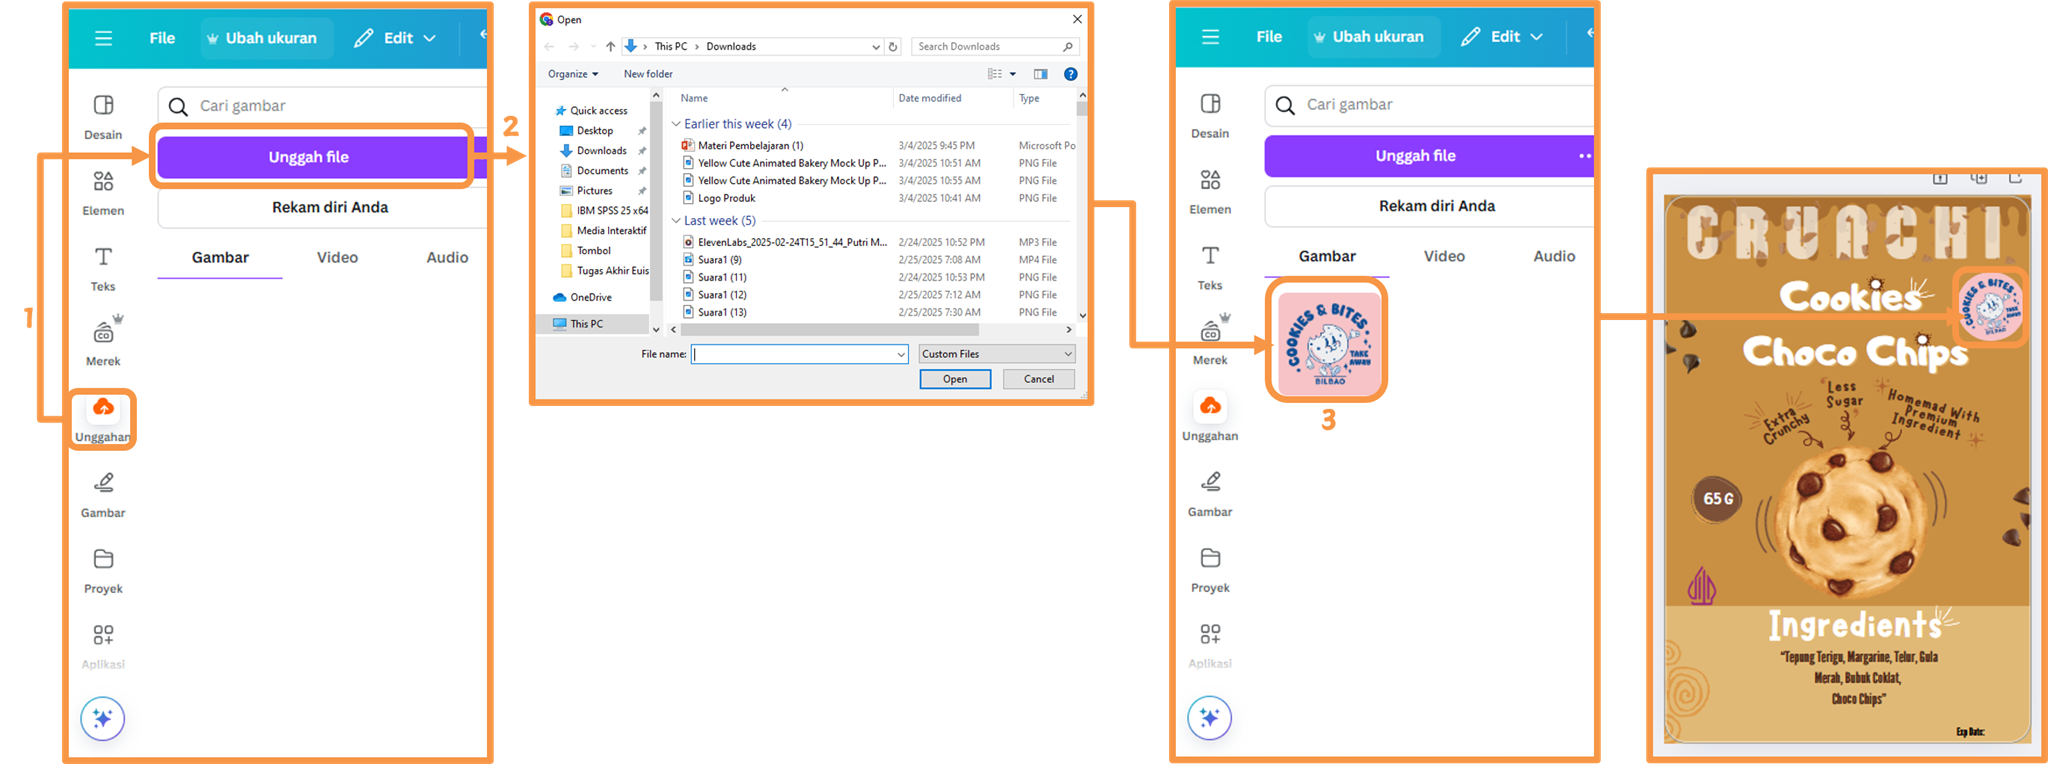 File
Ubah ukuran
Edit
Desain
Elemen
Teks
Merek
Unggahan
Gambar
Proyek
Aplikasi
Cari gambar
Unggah file
Rekam diri Anda
Gambar
Video
Audio
1
2
Open
This PC
Downloads
Search Downloads
Organize
New folder
Quick access
Desktop
Downloads
Documents
Pictures
IBM SPSS 25 x64
Media Interaktif
Tombol
Tugas Akhir Euis
OneDrive
This PC
Name
Date modified
Type
Earlier this week (4)
Materi Pembelajaran (1) 3/4/2025 9:45 PM Microsoft Po
Yellow Cute Animated Bakery Mock Up P... 3/4/2025 10:51 AM PNG File
Yellow Cute Animated Bakery Mock Up P... 3/4/2025 10:55 AM PNG File
Logo Produk 3/4/2025 10:41 AM PNG File
Last week (5)
ElevenLabs_2025-02-24T15_51_44_Putri M... 2/24/2025 10:52 PM MP3 File
Suara1 (9) 2/25/2025 7:08 AM MP4 File
Suara1 (11) 2/24/2025 10:53 PM PNG File
Suara1 (12) 2/25/2025 7:12 AM PNG File
Suara1 (13) 2/25/2025 7:30 AM PNG File
File name:
Custom Files
Open
Cancel
File
Ubah ukuran
Edit
Desain
Elemen
Teks
Merek
Unggahan
Gambar
Proyek
Aplikasi
Cari gambar
Unggah file
Rekam diri Anda
Gambar
Video
Audio
COOKIES & BITES
TAKE
AWAY
BILBAO
3
CRUNCHI
Cookies
Choco Chips
COOKIES & BITES
TAKE
AWAY
BILBAO
Extra
Crunchy
Less
Sugar
Homemad With
Premium
Ingredient
65 G
Ingredients
"Tepung Terigu, Margarine, Telur, Gula
Merah, Bubuk Coklat,
Choco Chips"
Exp Date: